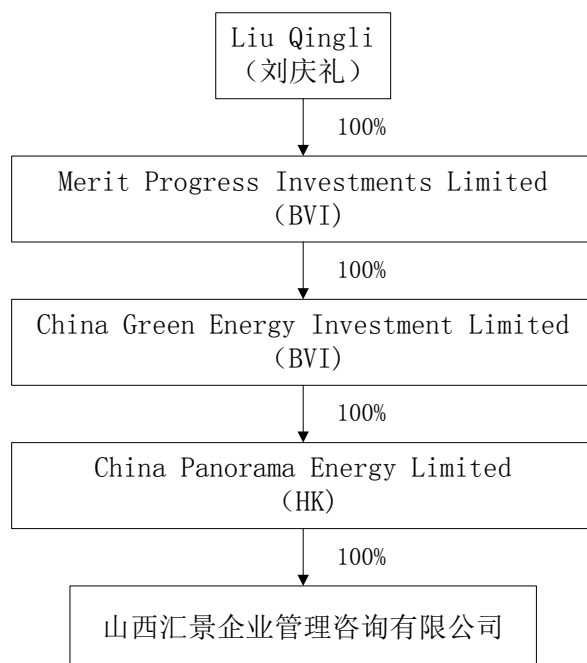 Liu Qingli
（刘庆礼）
100%
Merit Progress Investments Limited
（BVI）
100%
China Green Energy Investment Limited
（BVI）
100%
China Panorama Energy Limited
（HK）
100%
山西汇景企业管理咨询有限公司